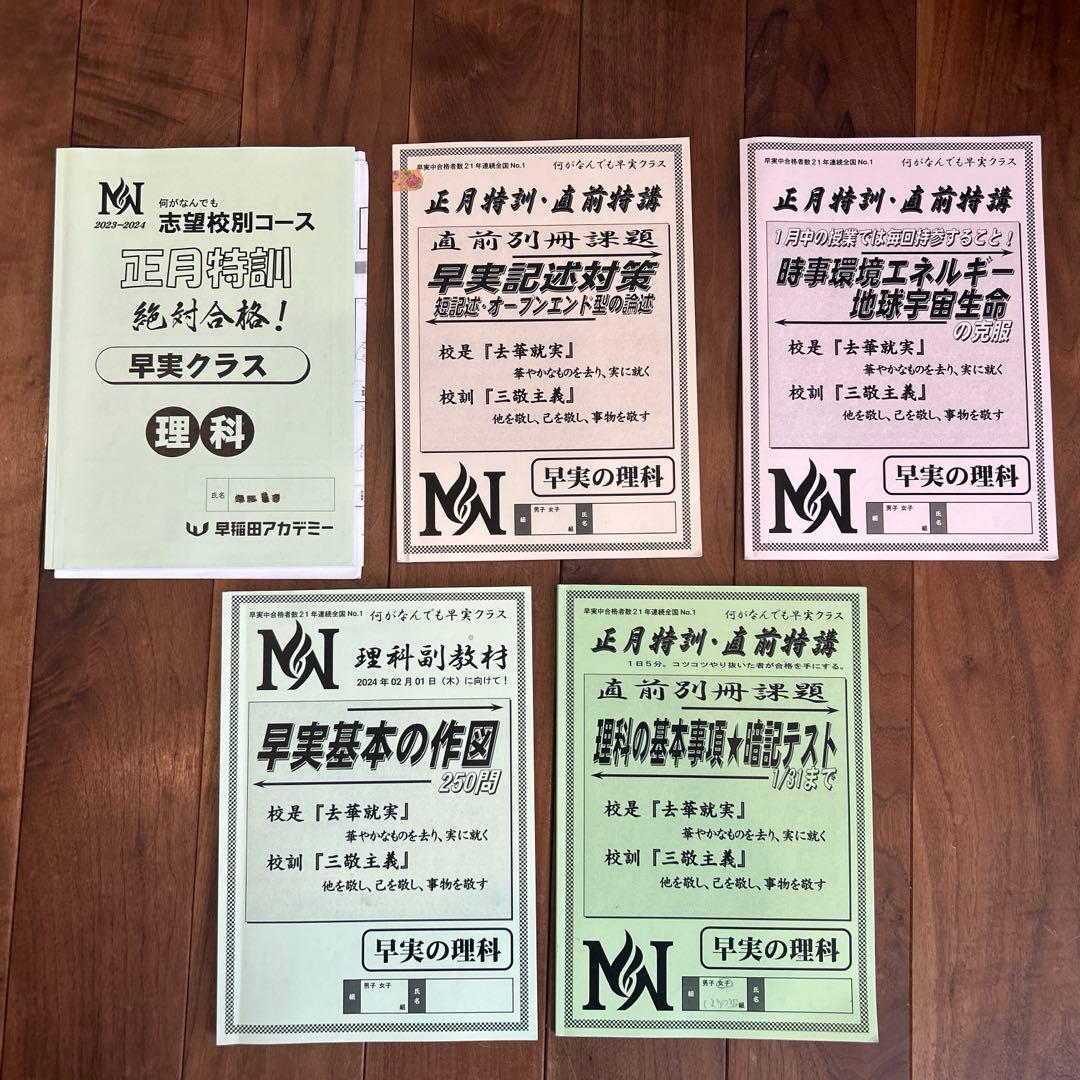 NN
2023-2024
何がなんでも
志望校別コース
正月特訓
絶対合格！
早実クラス
理科
氏名
早稲田アカデミー
早実中合格者数21年連続全国No.1 何がなんでも早実クラス
正月特訓・直前特講
直前別冊課題
早実記述対策
短記述・オープンエンド型の論述
校是『去華就実』
華やかなものを去り、実に就く
校訓『三敬主義』
他を敬し、己を敬し、事物を敬す
NN
早実の理科
組 男子 女子 組 氏名
早実中合格者数21年連続全国No.1 何がなんでも早実クラス
正月特訓・直前特講
1月中の授業では毎回持参すること！
時事環境エネルギー
地球宇宙生命
の克服
校是『去華就実』
華やかなものを去り、実に就く
校訓『三敬主義』
他を敬し、己を敬し、事物を敬す
NN
早実の理科
組 男子 女子 組 氏名
早実中合格者数21年連続全国No.1 何がなんでも早実クラス
NN
理科副教材
2024年02月01日（木）に向けて！
早実基本の作図
250問
校是『去華就実』
華やかなものを去り、実に就く
校訓『三敬主義』
他を敬し、己を敬し、事物を敬す
早実の理科
組 男子 女子 組 氏名
早実中合格者数21年連続全国No.1 何がなんでも早実クラス
正月特訓・直前特講
1日5分。コツコツやり抜いた者が合格を手にする。
直前別冊課題
理科の基本事項★暗記テスト
1/31まで
校是『去華就実』
華やかなものを去り、実に就く
校訓『三敬主義』
他を敬し、己を敬し、事物を敬す
NN
早実の理科
組 男子 女子 組 氏名